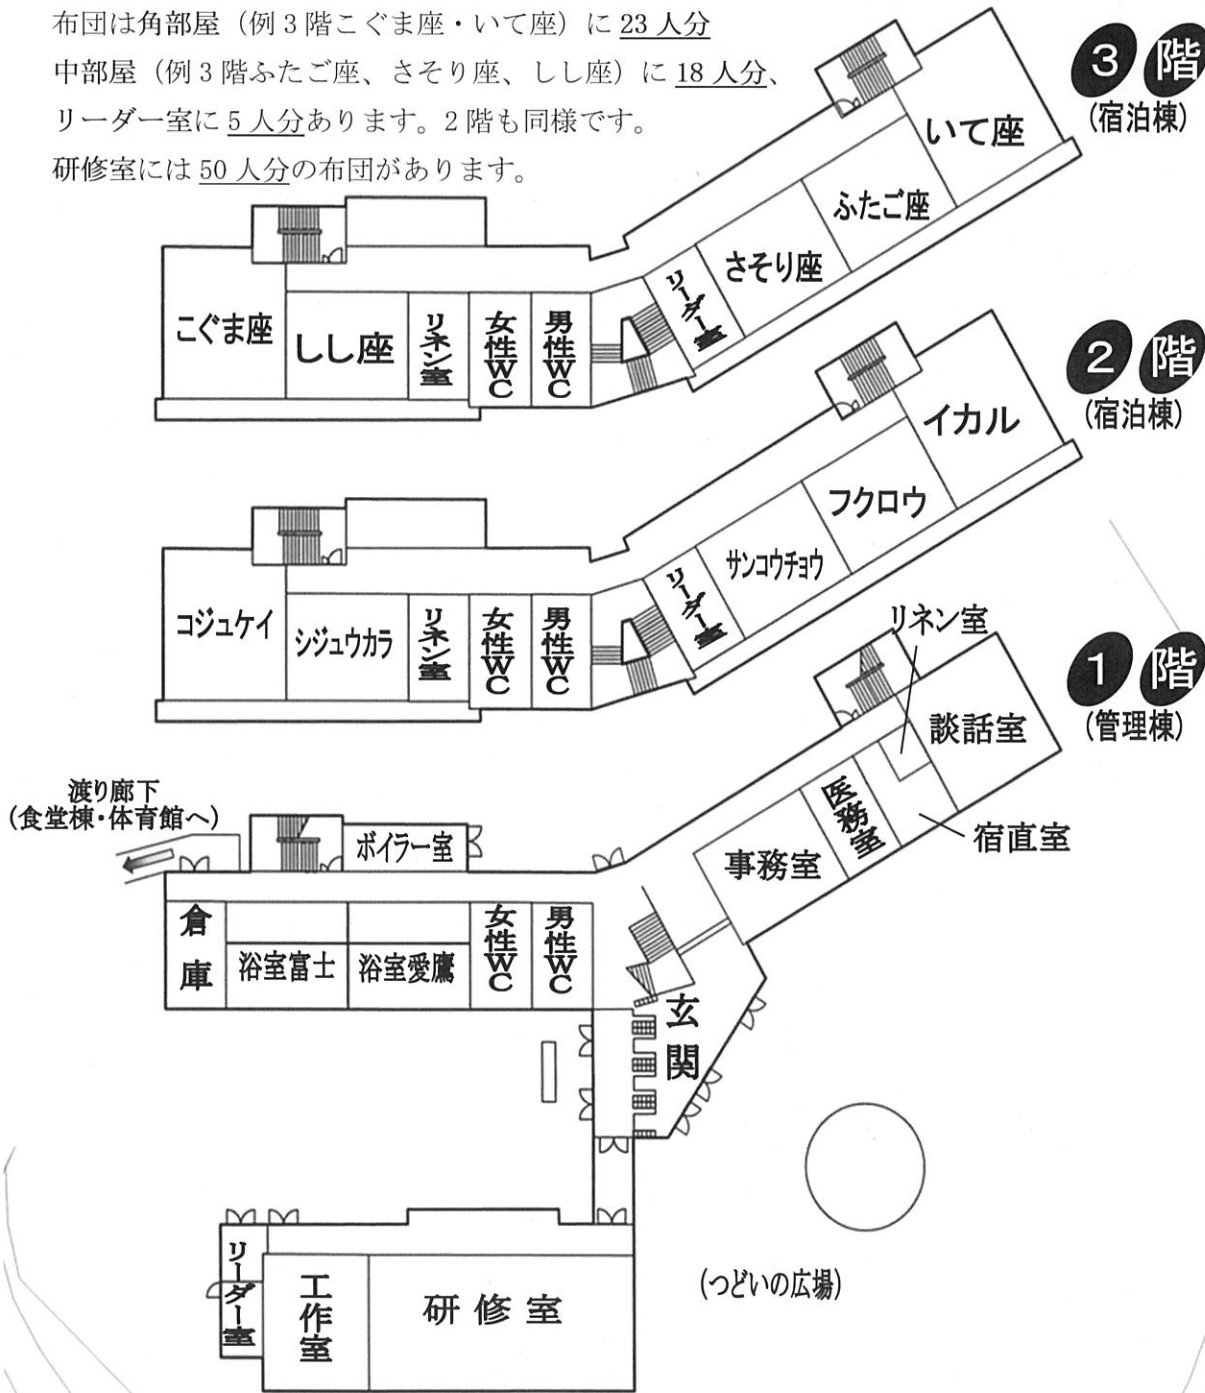 布団は角部屋（例3階こぐま座・いて座）に 23人分
中部屋（例3階ふたご座、さそり座、しし座）に 18人分、
リーダー室に 5人分あります。2階も同様です。
研修室には 50人分の布団があります。
3 階
(宿泊棟)
いて座
ふたご座
さそり座
リーダー室
男性WC
女性WC
リネン室
しし座
こぐま座
2 階
(宿泊棟)
イカル
フクロウ
サンコウチョウ
リーダー室
男性WC
女性WC
リネン室
シジュウカラ
コジュケイ
1 階
(管理棟)
リネン室
談話室
宿直室
医務室
事務室
渡り廊下
(食堂棟・体育館へ)
ボイラー室
倉庫
浴室富士
浴室愛鷹
女性WC
男性WC
玄関
リーダー室
工作室
研修室
(つどいの広場)